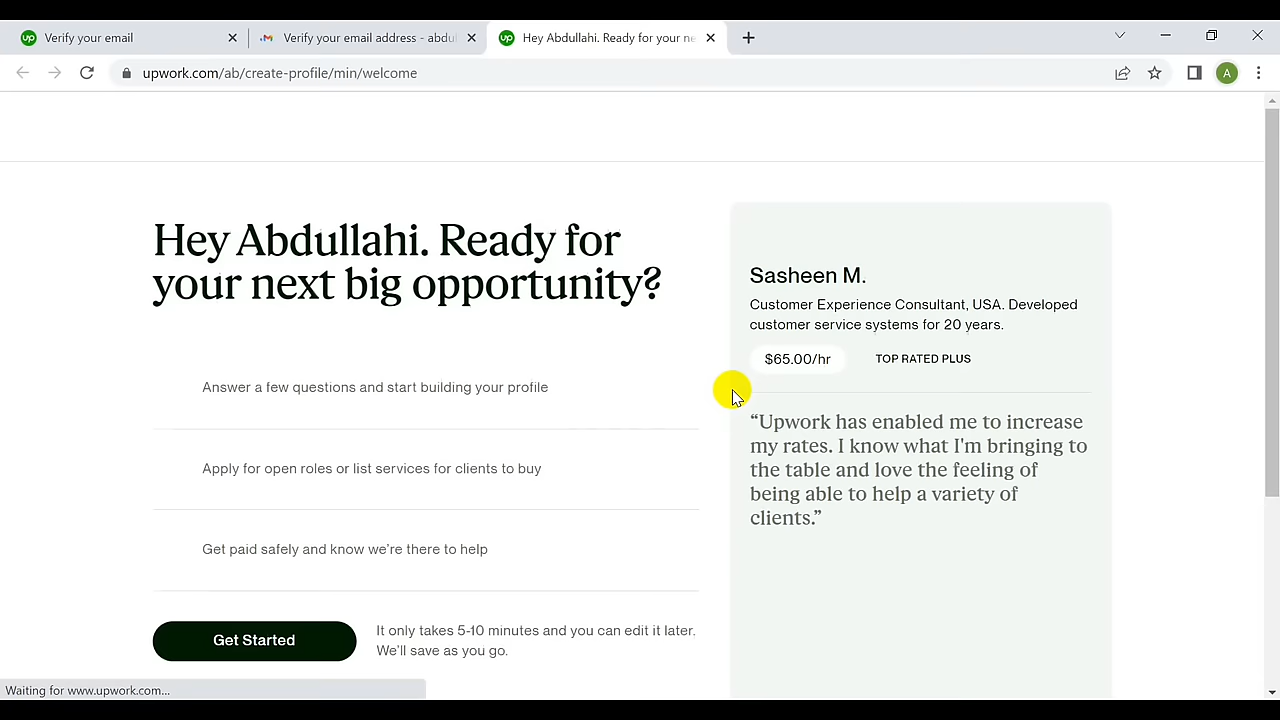 up Verify your email
Verify your email address - abdul
up Hey Abdullahi. Ready for your ne
upwork.com/ab/create-profile/min/welcome
A
Hey Abdullahi. Ready for
your next big opportunity?
Answer a few questions and start building your profile
Apply for open roles or list services for clients to buy
Get paid safely and know we're there to help
Get Started
It only takes 5-10 minutes and you can edit it later.
We'll save as you go.
Sasheen M.
Customer Experience Consultant, USA. Developed
customer service systems for 20 years.
$65.00/hr
TOP RATED PLUS
“Upwork has enabled me to increase
my rates. I know what I'm bringing to
the table and love the feeling of
being able to help a variety of
clients.”
Waiting for www.upwork.com...